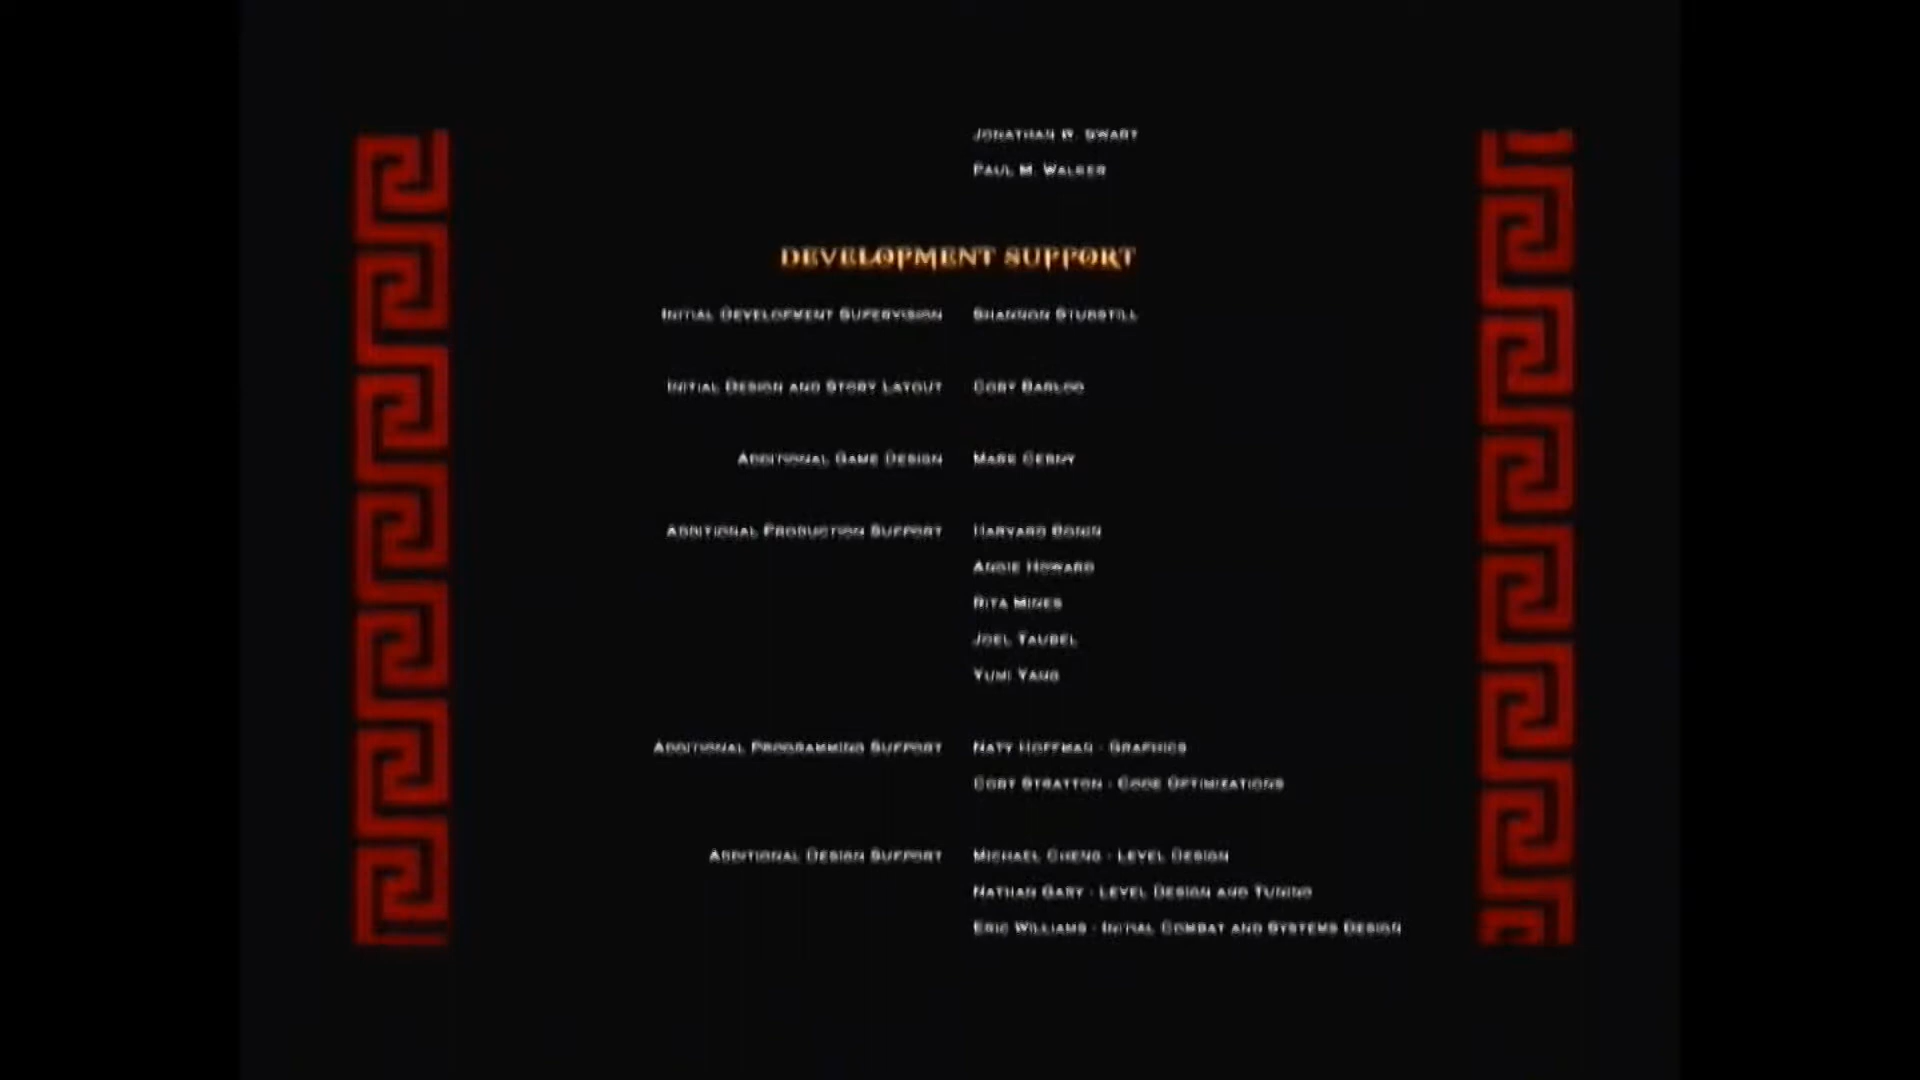 Jonathan W. Swart
Paul M. Walker
DEVELOPMENT SUPPORT
Initial Development Supervision Shannon Studstill
Initial Design and Story Layout Cory Barlog
Additional Game Design Mark Cerny
Additional Production Support Harvard Bonin
Angie Howard
Rita Mines
Joel Taubel
Yumi Yang
Additional Programming Support Naty Hoffman - Graphics
Cory Stratton - Code Optimizations
Additional Design Support Michael Cheng - Level Design
Nathan Gary - Level Design and Tuning
Eric Williams - Initial Combat and Systems Design